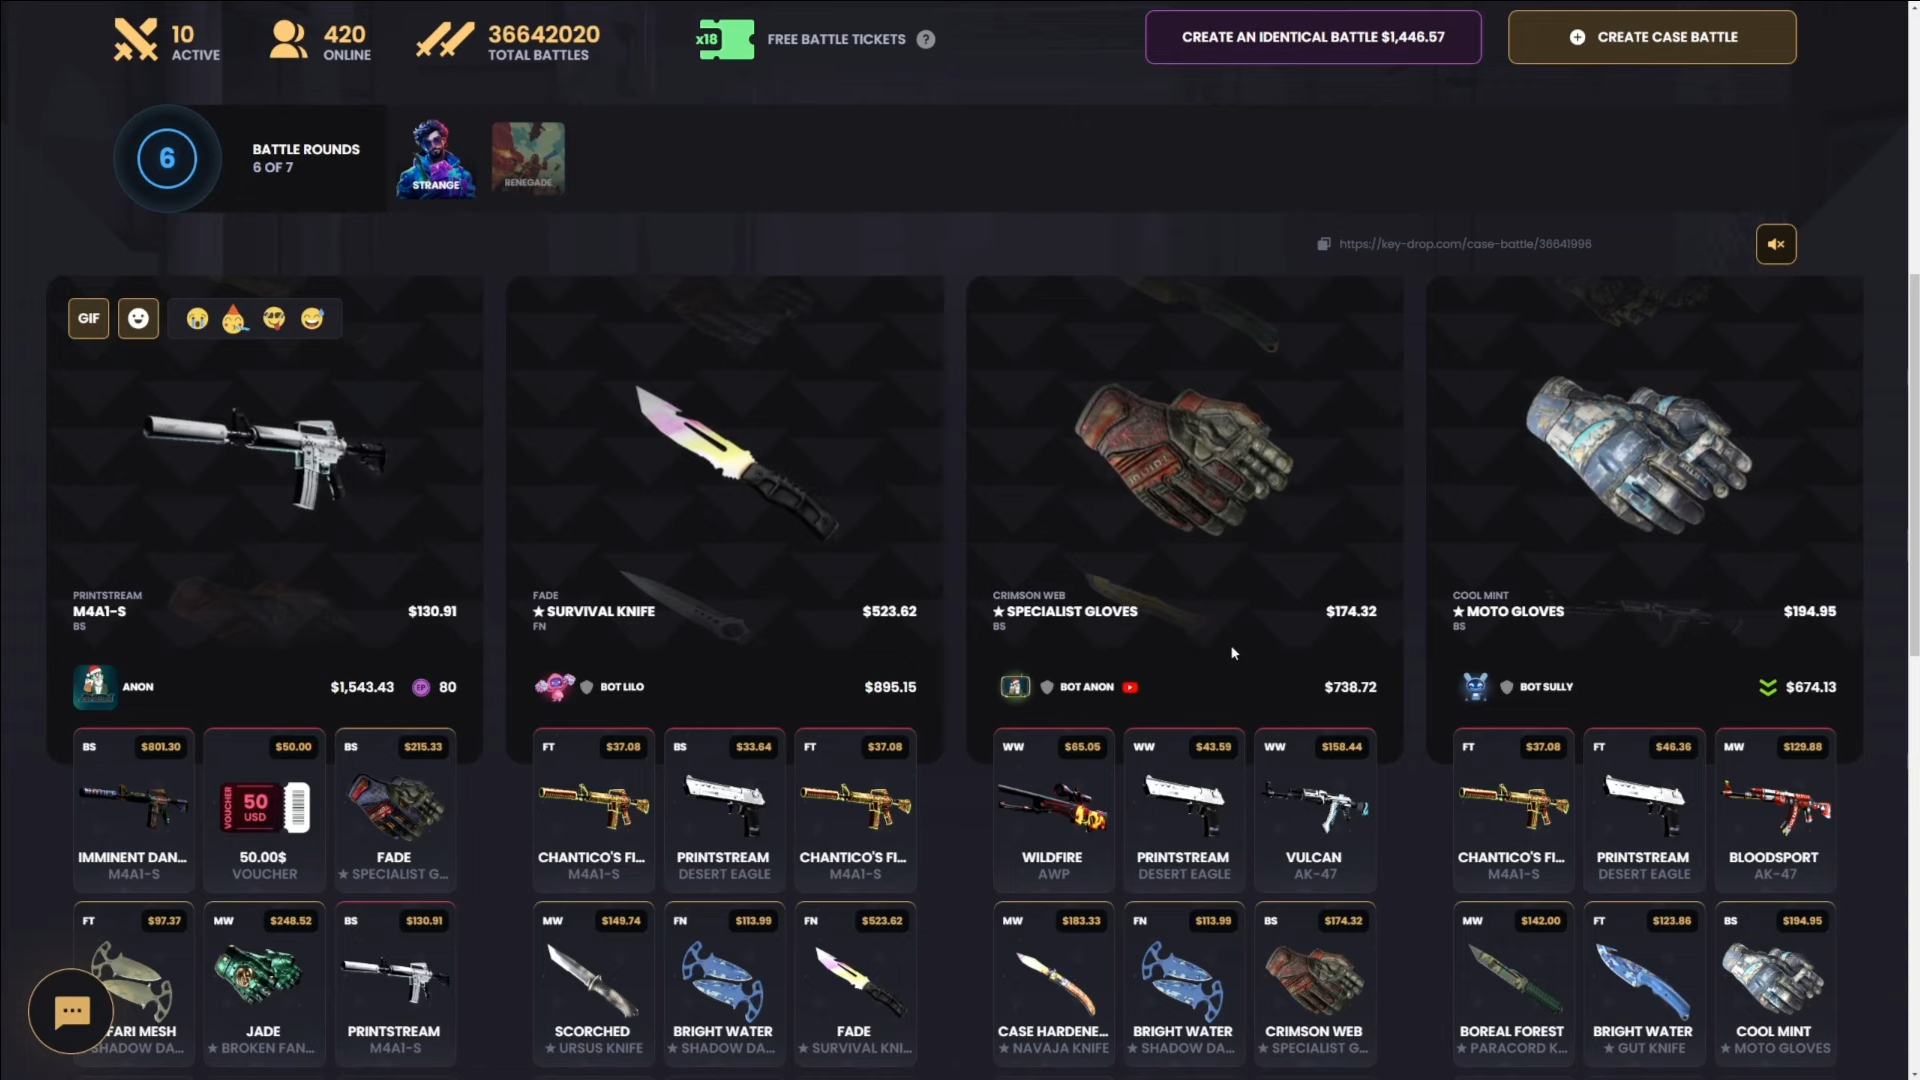 10
ACTIVE
420
ONLINE
36642020
TOTAL BATTLES
x18
FREE BATTLE TICKETS
?
CREATE AN IDENTICAL BATTLE $1,446.57
CREATE CASE BATTLE
6
BATTLE ROUNDS
6 OF 7
STRANGE
RENEGADE
https://key-drop.com/case-battle/36641996
GIF
PRINTSTREAM
M4A1-S
BS
$130.91
ANON
$1,543.43
EP
80
FADE
★ SURVIVAL KNIFE
FN
$523.62
BOT LILO
$895.15
CRIMSON WEB
★ SPECIALIST GLOVES
BS
$174.32
BOT ANON
$738.72
COOL MINT
★ MOTO GLOVES
BS
$194.95
BOT SULLY
$674.13
BS $801.30
IMMINENT DAN...
M4A1-S
$50.00
VOUCHER
50
USD
50.00$
VOUCHER
BS $215.33
FADE
★ SPECIALIST G...
FT $37.08
CHANTICO'S FI...
M4A1-S
BS $33.64
PRINTSTREAM
DESERT EAGLE
FT $37.08
CHANTICO'S FI...
M4A1-S
WW $65.05
WILDFIRE
AWP
WW $43.59
PRINTSTREAM
DESERT EAGLE
WW $158.44
VULCAN
AK-47
FT $37.08
CHANTICO'S FI...
M4A1-S
FT $46.36
PRINTSTREAM
DESERT EAGLE
MW $129.88
BLOODSPORT
AK-47
FT $97.37
FARI MESH
SHADOW DA...
MW $248.52
JADE
★ BROKEN FAN...
BS $130.91
PRINTSTREAM
M4A1-S
MW $149.74
SCORCHED
★ URSUS KNIFE
FN $113.99
BRIGHT WATER
★ SHADOW DA...
FN $523.62
FADE
★ SURVIVAL KNI...
MW $183.33
CASE HARDENE...
★ NAVAJA KNIFE
FN $113.99
BRIGHT WATER
★ SHADOW DA...
BS $174.32
CRIMSON WEB
★ SPECIALIST G...
MW $142.00
BOREAL FOREST
★ PARACORD K...
FT $123.86
BRIGHT WATER
★ GUT KNIFE
BS $194.95
COOL MINT
★ MOTO GLOVES